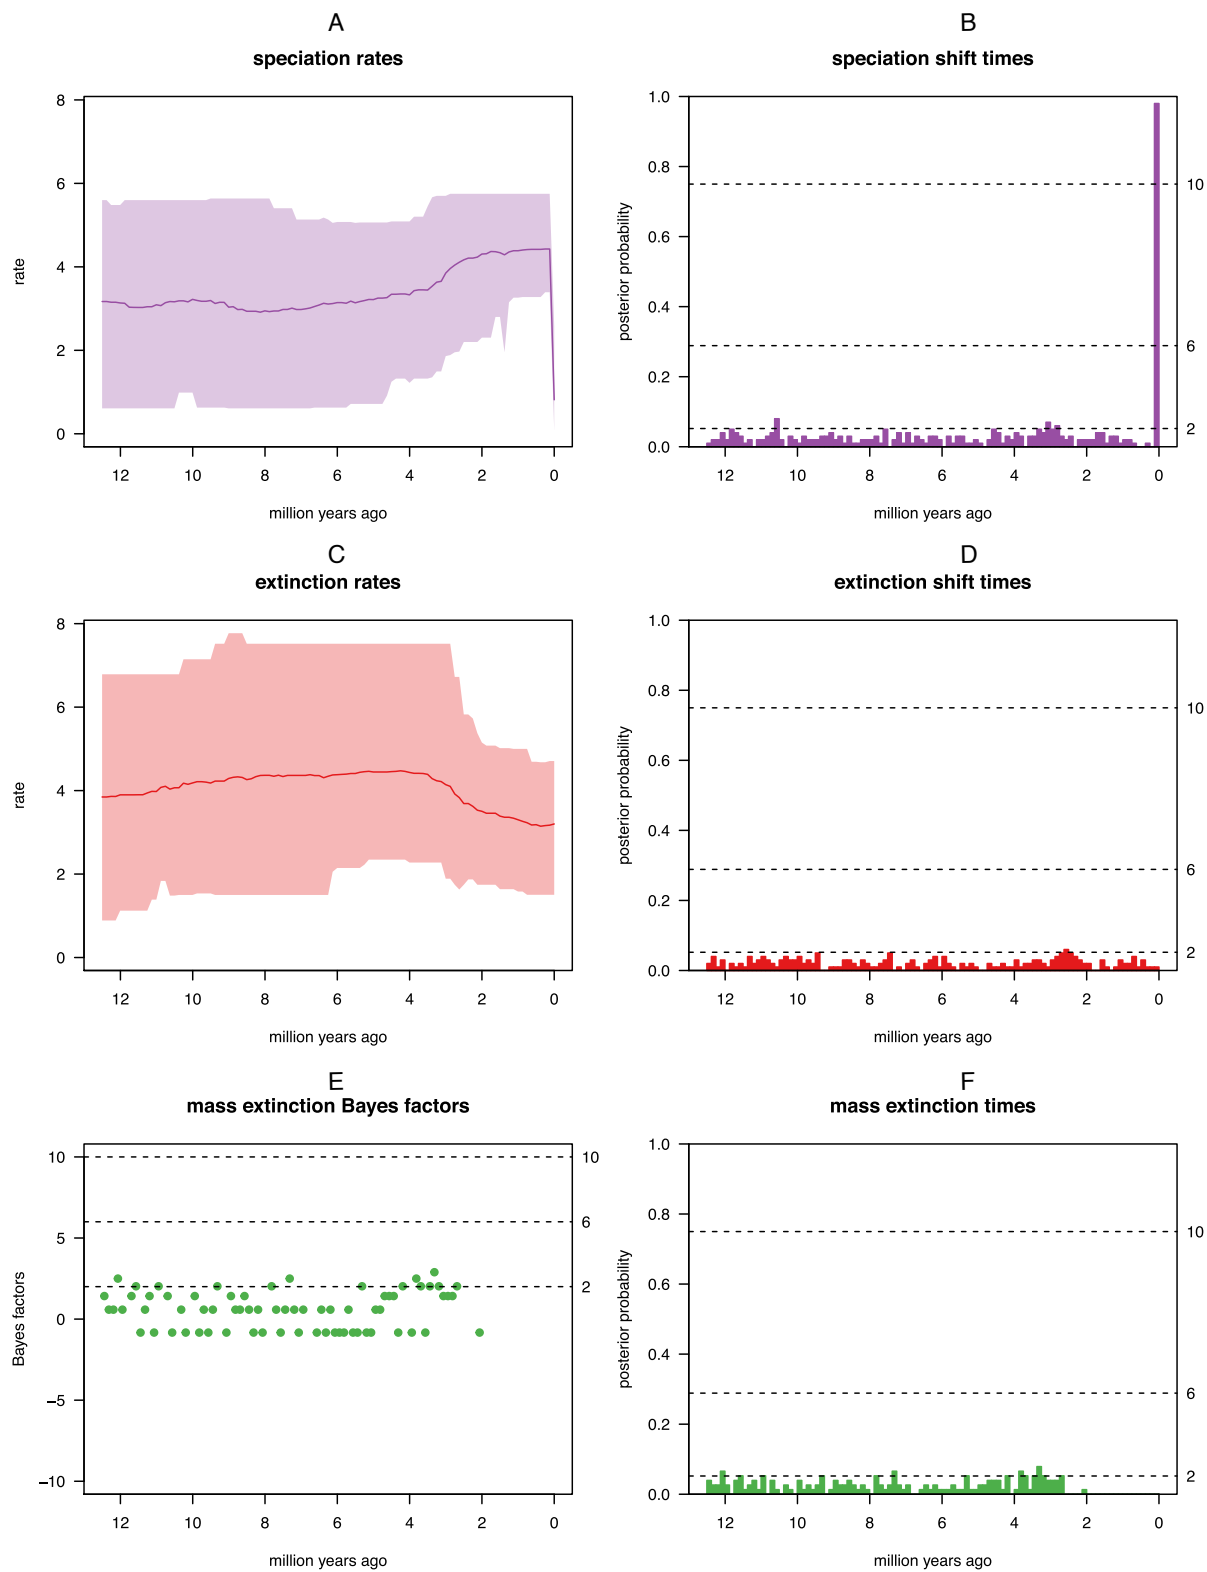 A
speciation rates
8
6
4
2
0
rate
12 10 8 6 4 2 0
million years ago
B
speciation shift times
1.0
0.8
0.6
0.4
0.2
0.0
posterior probability
10
6
2
12 10 8 6 4 2 0
million years ago
C
extinction rates
8
6
4
2
0
rate
12 10 8 6 4 2 0
million years ago
D
extinction shift times
1.0
0.8
0.6
0.4
0.2
0.0
posterior probability
10
6
2
12 10 8 6 4 2 0
million years ago
E
mass extinction Bayes factors
10
5
0
−5
−10
Bayes factors
10
6
2
12 10 8 6 4 2 0
million years ago
F
mass extinction times
1.0
0.8
0.6
0.4
0.2
0.0
posterior probability
10
6
2
12 10 8 6 4 2 0
million years ago